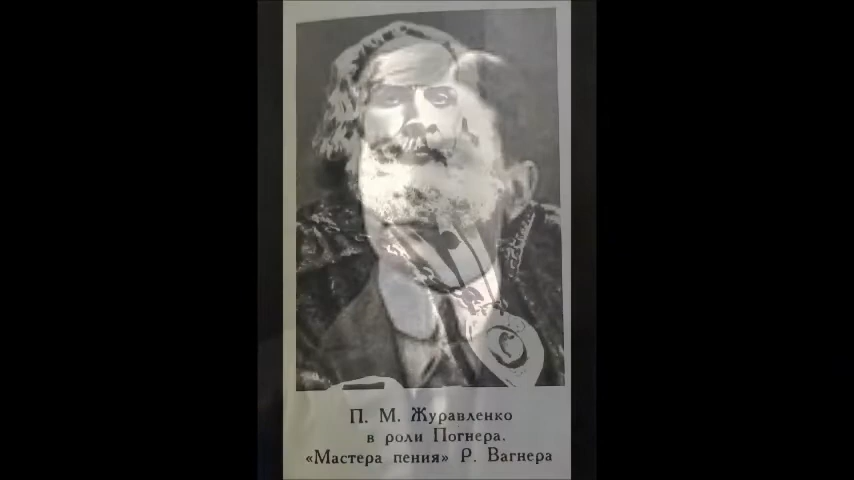 П. М. Журавленко
в роли Погнера.
«Мастера пения» Р. Вагнера